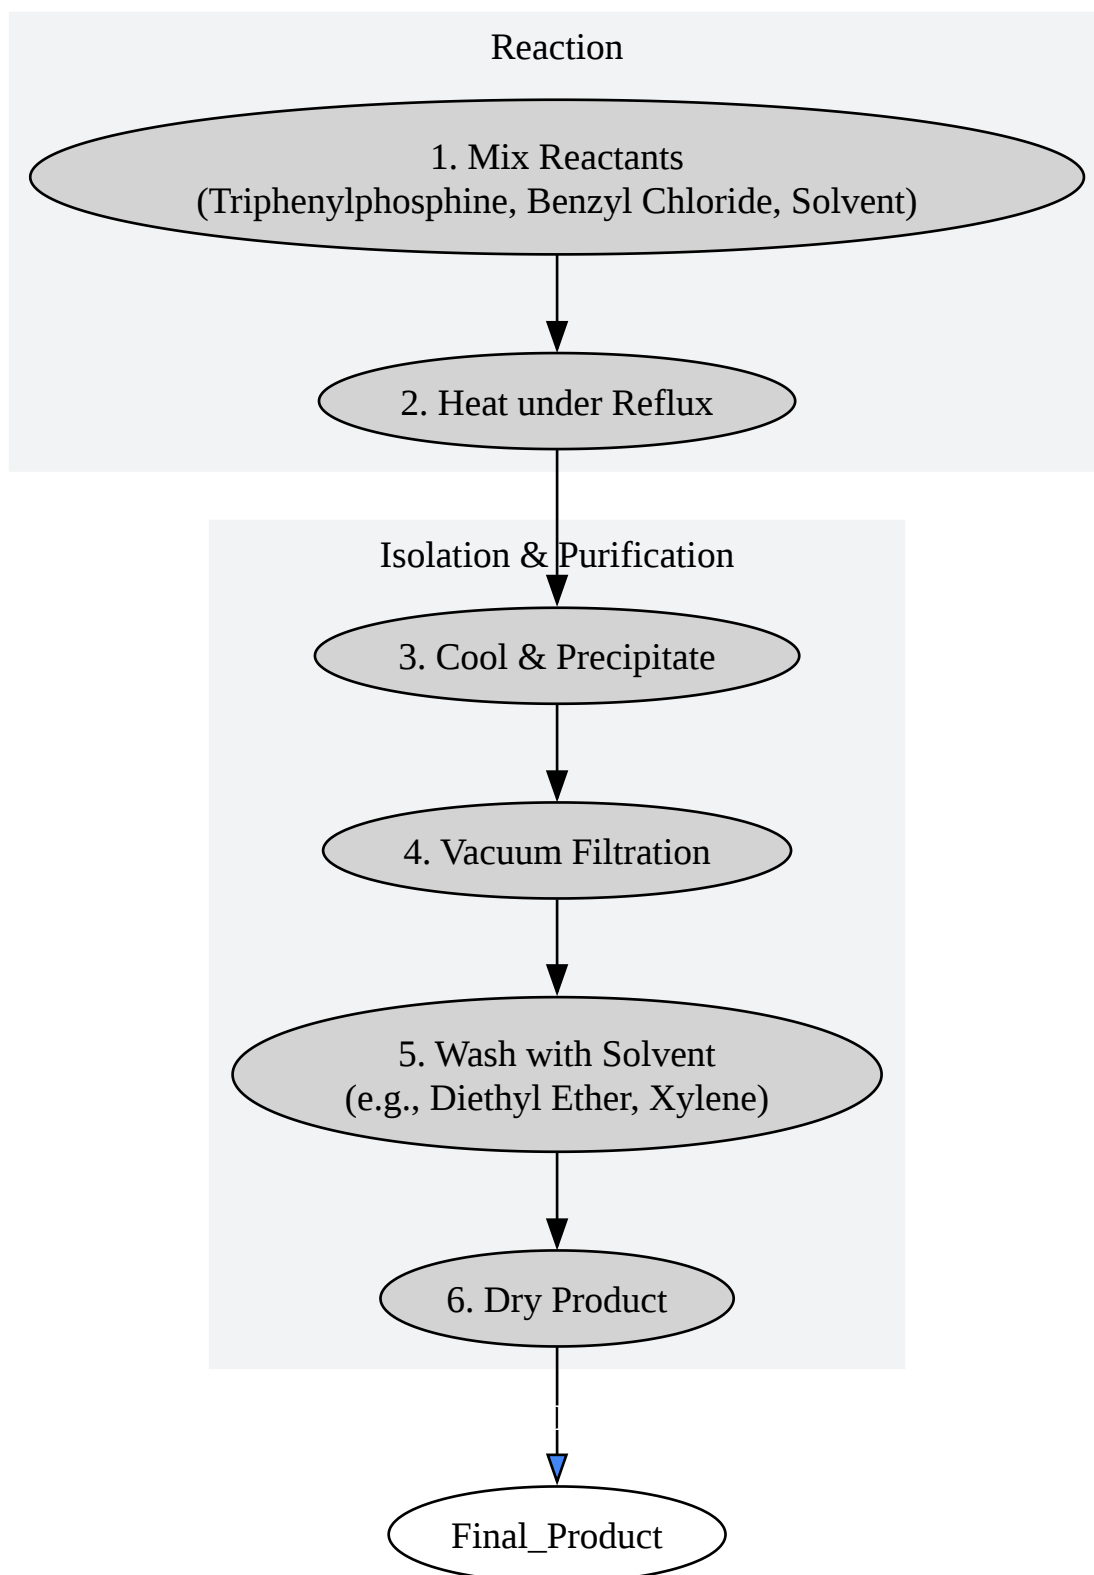 Reaction
1. Mix Reactants
(Triphenylphosphine, Benzyl Chloride, Solvent)
2. Heat under Reflux
Isolation & Purification
3. Cool & Precipitate
4. Vacuum Filtration
5. Wash with Solvent
(e.g., Diethyl Ether, Xylene)
6. Dry Product
Final_Product